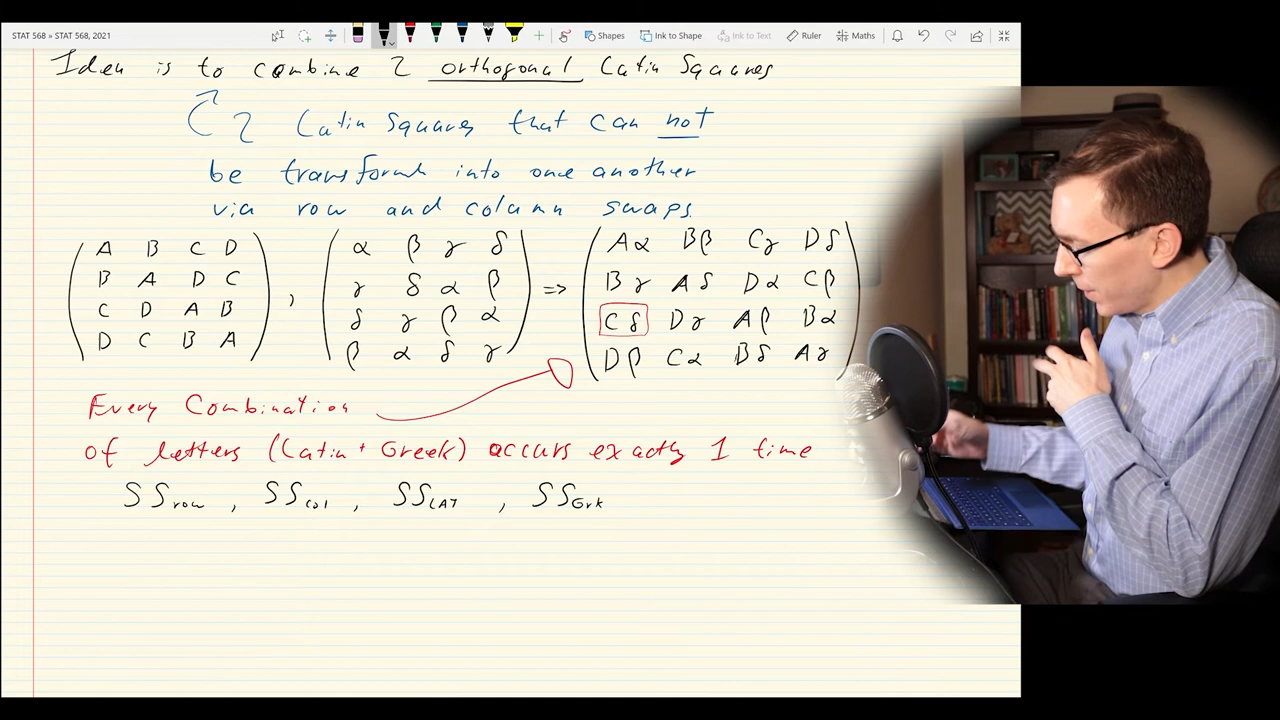 STAT 568 » STAT 568, 2021
Shapes Ink to Shape Ink to Text Ruler Maths
Idea is to combine 2 orthogonal Latin Squares
2 Latin Squares that can not
be transform into one another
via row and column swaps.
A B C D
B A D C
C D A B
D C B A
,
α β γ δ
γ δ α β
δ γ β α
β α δ γ
=>
Aα Bβ Cγ Dδ
Bγ Aδ Dα Cβ
Cδ Dγ Aβ Bα
Dβ Cα Bδ Aγ
Every Combination
of letters (Latin + Greek) occurs exactly 1 time
SSrow , SScol , SSLAT , SSGrk